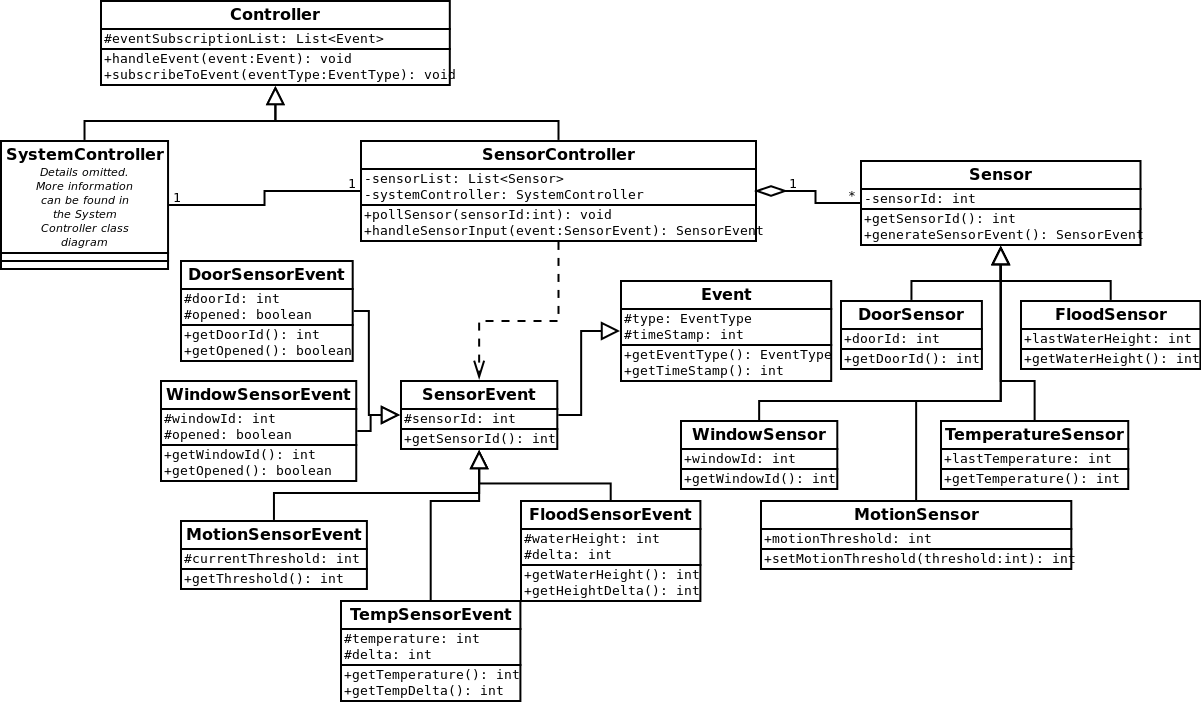 Controller
#eventSubscriptionList: List<Event>
+handleEvent(event:Event): void
+subscribeToEvent(eventType:EventType): void
SystemController
Details omitted.
More information
can be found in
the System
Controller class
diagram
1
1
SensorController
-sensorList: List<Sensor>
-systemController: SystemController
+pollSensor(sensorId:int): void
+handleSensorInput(event:SensorEvent): SensorEvent
1
*
Sensor
-sensorId: int
+getSensorId(): int
+generateSensorEvent(): SensorEvent
DoorSensorEvent
#doorId: int
#opened: boolean
+getDoorId(): int
+getOpened(): boolean
Event
#type: EventType
#timeStamp: int
+getEventType(): EventType
+getTimeStamp(): int
DoorSensor
+doorId: int
+getDoorId(): int
FloodSensor
+lastWaterHeight: int
+getWaterHeight(): int
WindowSensorEvent
#windowId: int
#opened: boolean
+getWindowId(): int
+getOpened(): boolean
SensorEvent
#sensorId: int
+getSensorId(): int
WindowSensor
+windowId: int
+getWindowId(): int
TemperatureSensor
+lastTemperature: int
+getTemperature(): int
MotionSensorEvent
#currentThreshold: int
+getThreshold(): int
FloodSensorEvent
#waterHeight: int
#delta: int
+getWaterHeight(): int
+getHeightDelta(): int
MotionSensor
+motionThreshold: int
+setMotionThreshold(threshold:int): int
TempSensorEvent
#temperature: int
#delta: int
+getTemperature(): int
+getTempDelta(): int